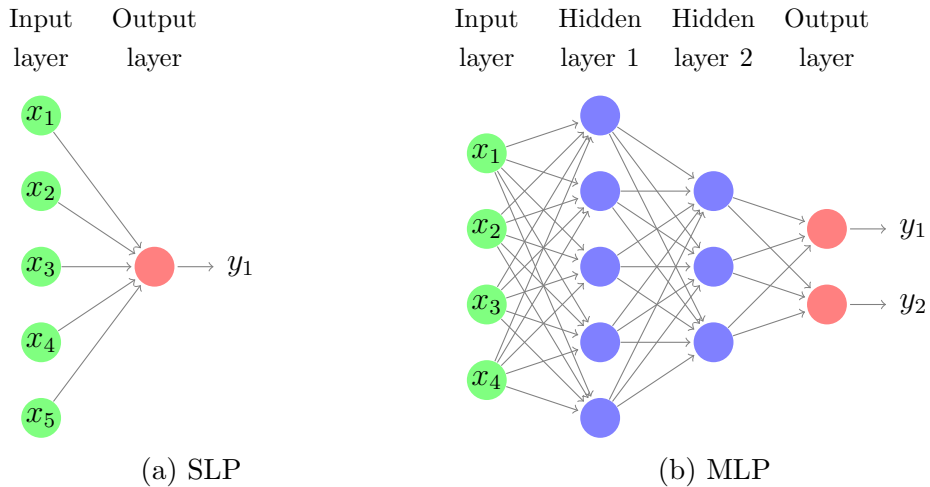 Input Output
layer layer
x₁
x₂
x₃
x₄
x₅
y₁
(a) SLP
Input Hidden Hidden Output
layer layer 1 layer 2 layer
x₁
x₂
x₃
x₄
y₁
y₂
(b) MLP